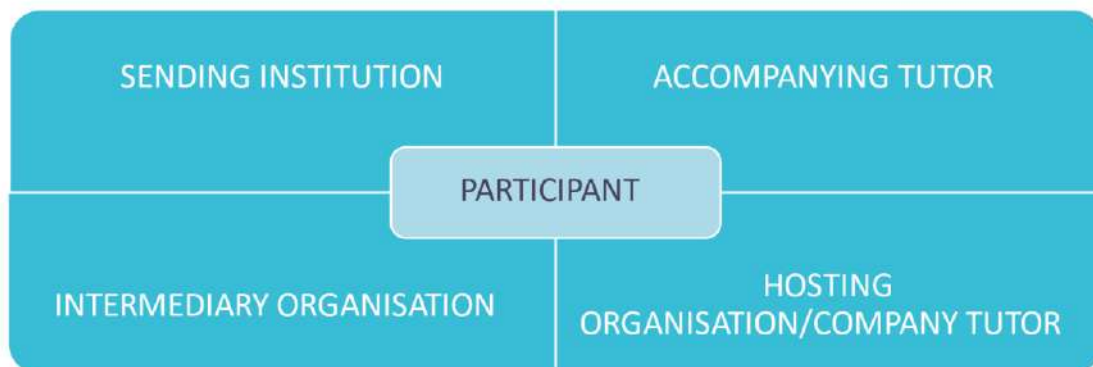 SENDING INSTITUTION
ACCOMPANYING TUTOR
PARTICIPANT
INTERMEDIARY ORGANISATION
HOSTING
ORGANISATION/COMPANY TUTOR